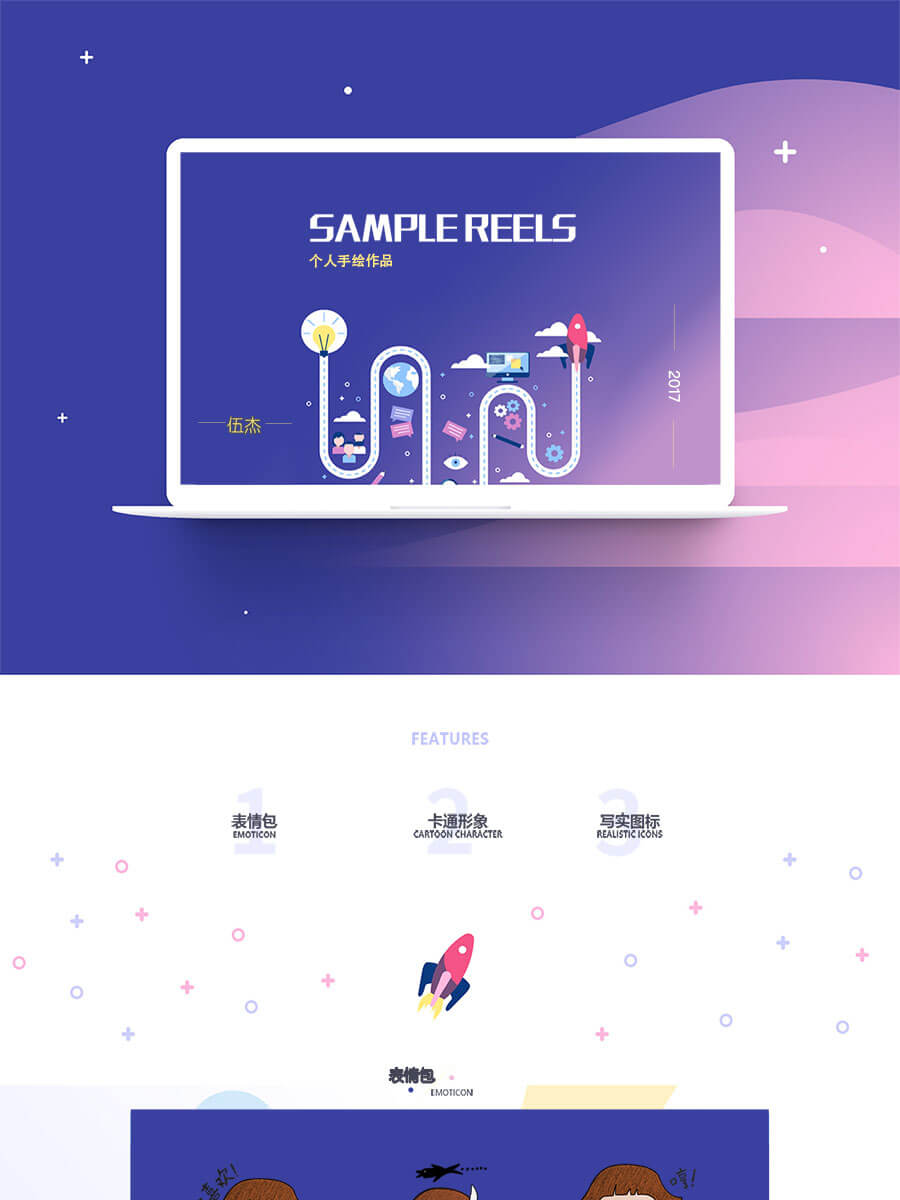 SAMPLE REELS
个人手绘作品
2017
伍杰
FEATURES
1
表情包
EMOTICON
2
卡通形象
CARTOON CHARACTER
3
写实图标
REALISTIC ICONS
表情包
EMOTICON
喜欢!
哼!